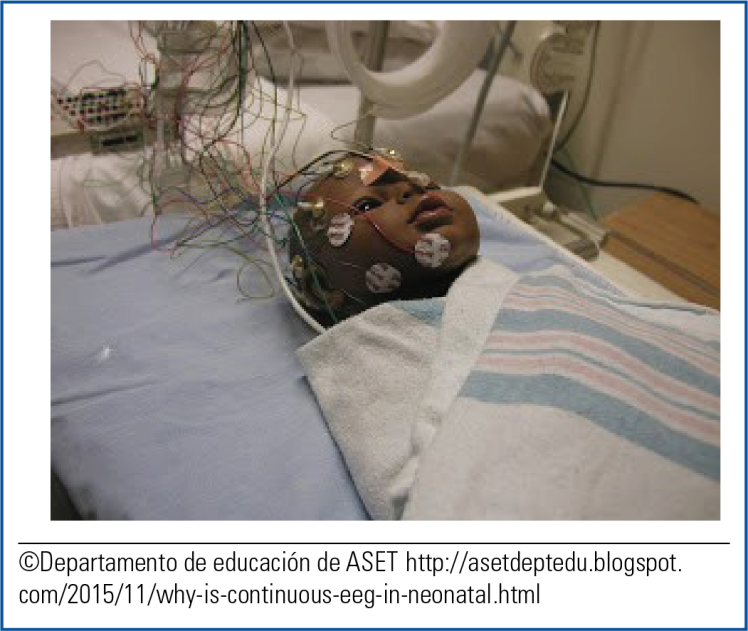 ©Departamento de educación de ASET http://asetdeptedu.blogspot.
com/2015/11/why-is-continuous-eeg-in-neonatal.html